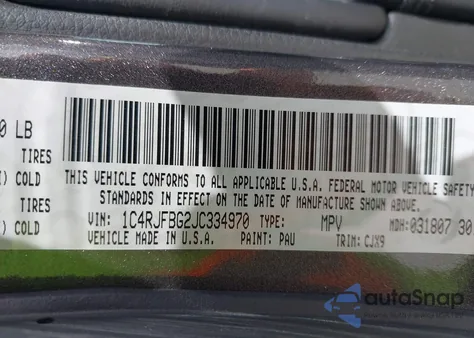 0 LB
TIRES
) COLD
THIS VEHICLE CONFORMS TO ALL APPLICABLE U.S.A. FEDERAL MOTOR VEHICLE SAFETY
TIRES
STANDARDS IN EFFECT ON THE DATE OF MANUFACTURE SHOWN ABOVE.
) COLD
VIN: 1C4RJFBG2JC334970 TYPE: MPV MDH:031807 30
VEHICLE MADE IN U.S.A. PAINT: PAU TRIM: CJX9
autoSnap